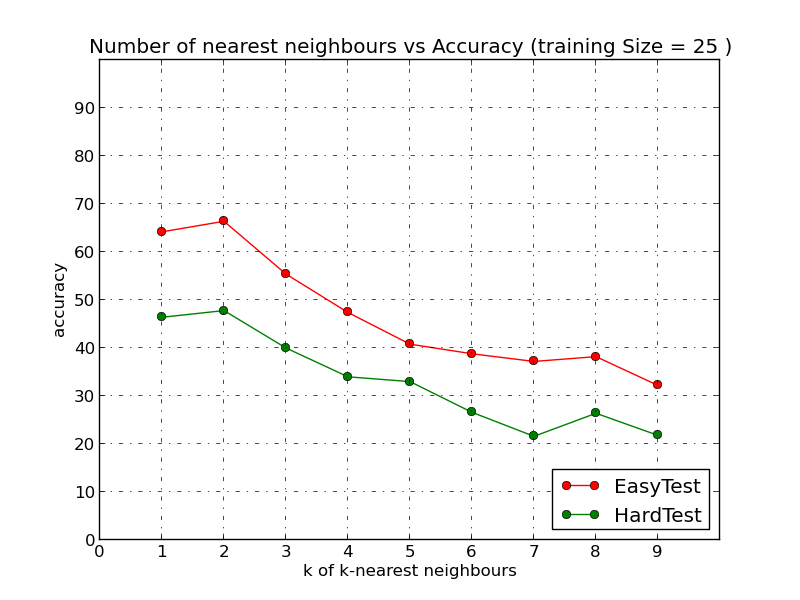 Number of nearest neighbours vs Accuracy (training Size = 25 )
90
80
70
60
50
40
30
20
10
0
accuracy
0 1 2 3 4 5 6 7 8 9
k of k-nearest neighbours
EasyTest
HardTest